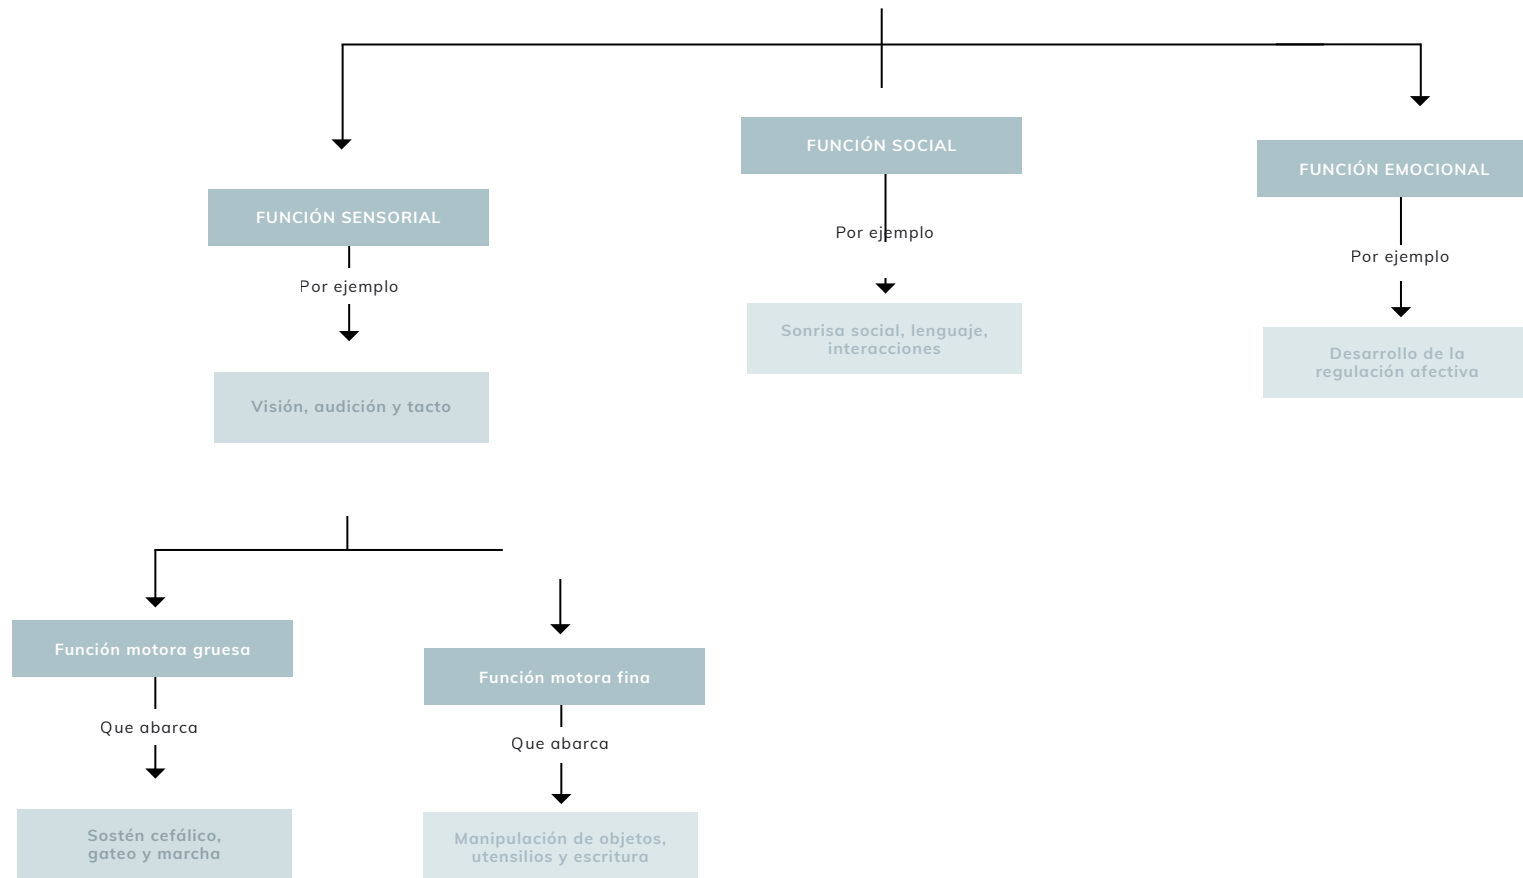 FUNCIÓN SOCIAL
FUNCIÓN EMOCIONAL
FUNCIÓN SENSORIAL
Por ejemplo
Por ejemplo
Por ejemplo
Sonrisa social, lenguaje,
interacciones
Desarrollo de la
regulación afectiva
Visión, audición y tacto
Función motora gruesa
Función motora fina
Que abarca
Que abarca
Sostén cefálico,
gateo y marcha
Manipulación de objetos,
utensilios y escritura